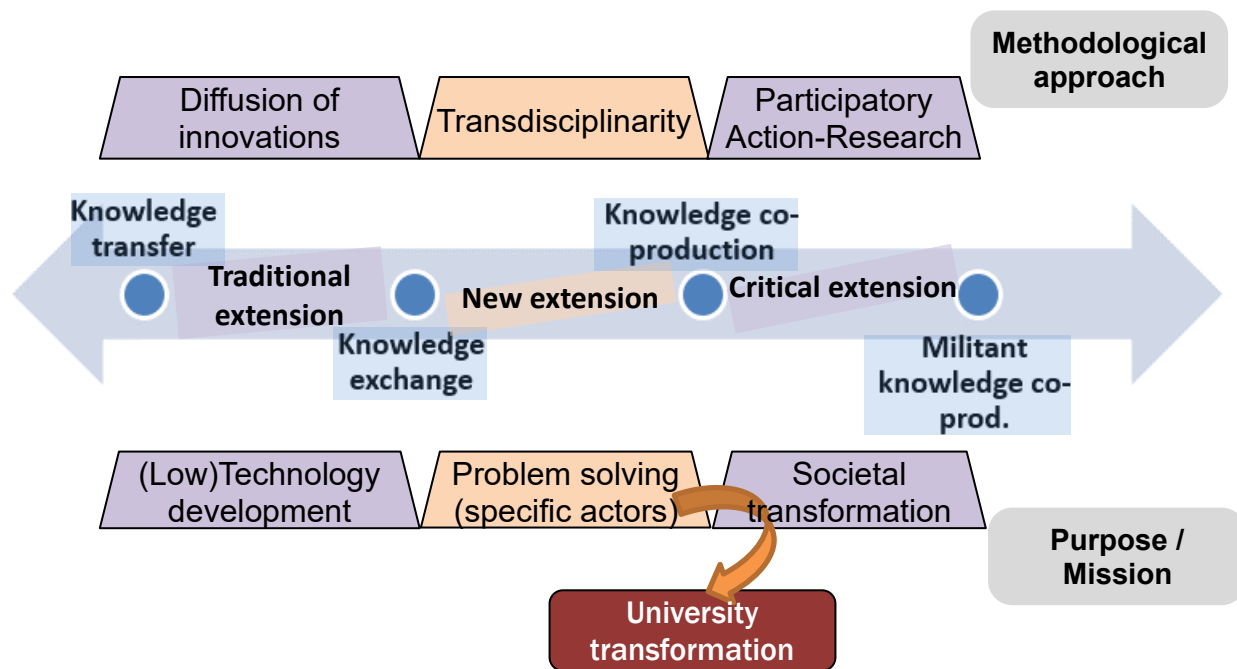 Methodological
approach
Diffusion of
innovations
Transdisciplinarity
Participatory
Action-Research
Knowledge
transfer
Knowledge co-
production
Traditional
extension
New extension
Critical extension
Knowledge
exchange
Militant
knowledge co-
prod.
(Low)Technology
development
Problem solving
(specific actors)
Societal
transformation
Purpose /
Mission
University
transformation